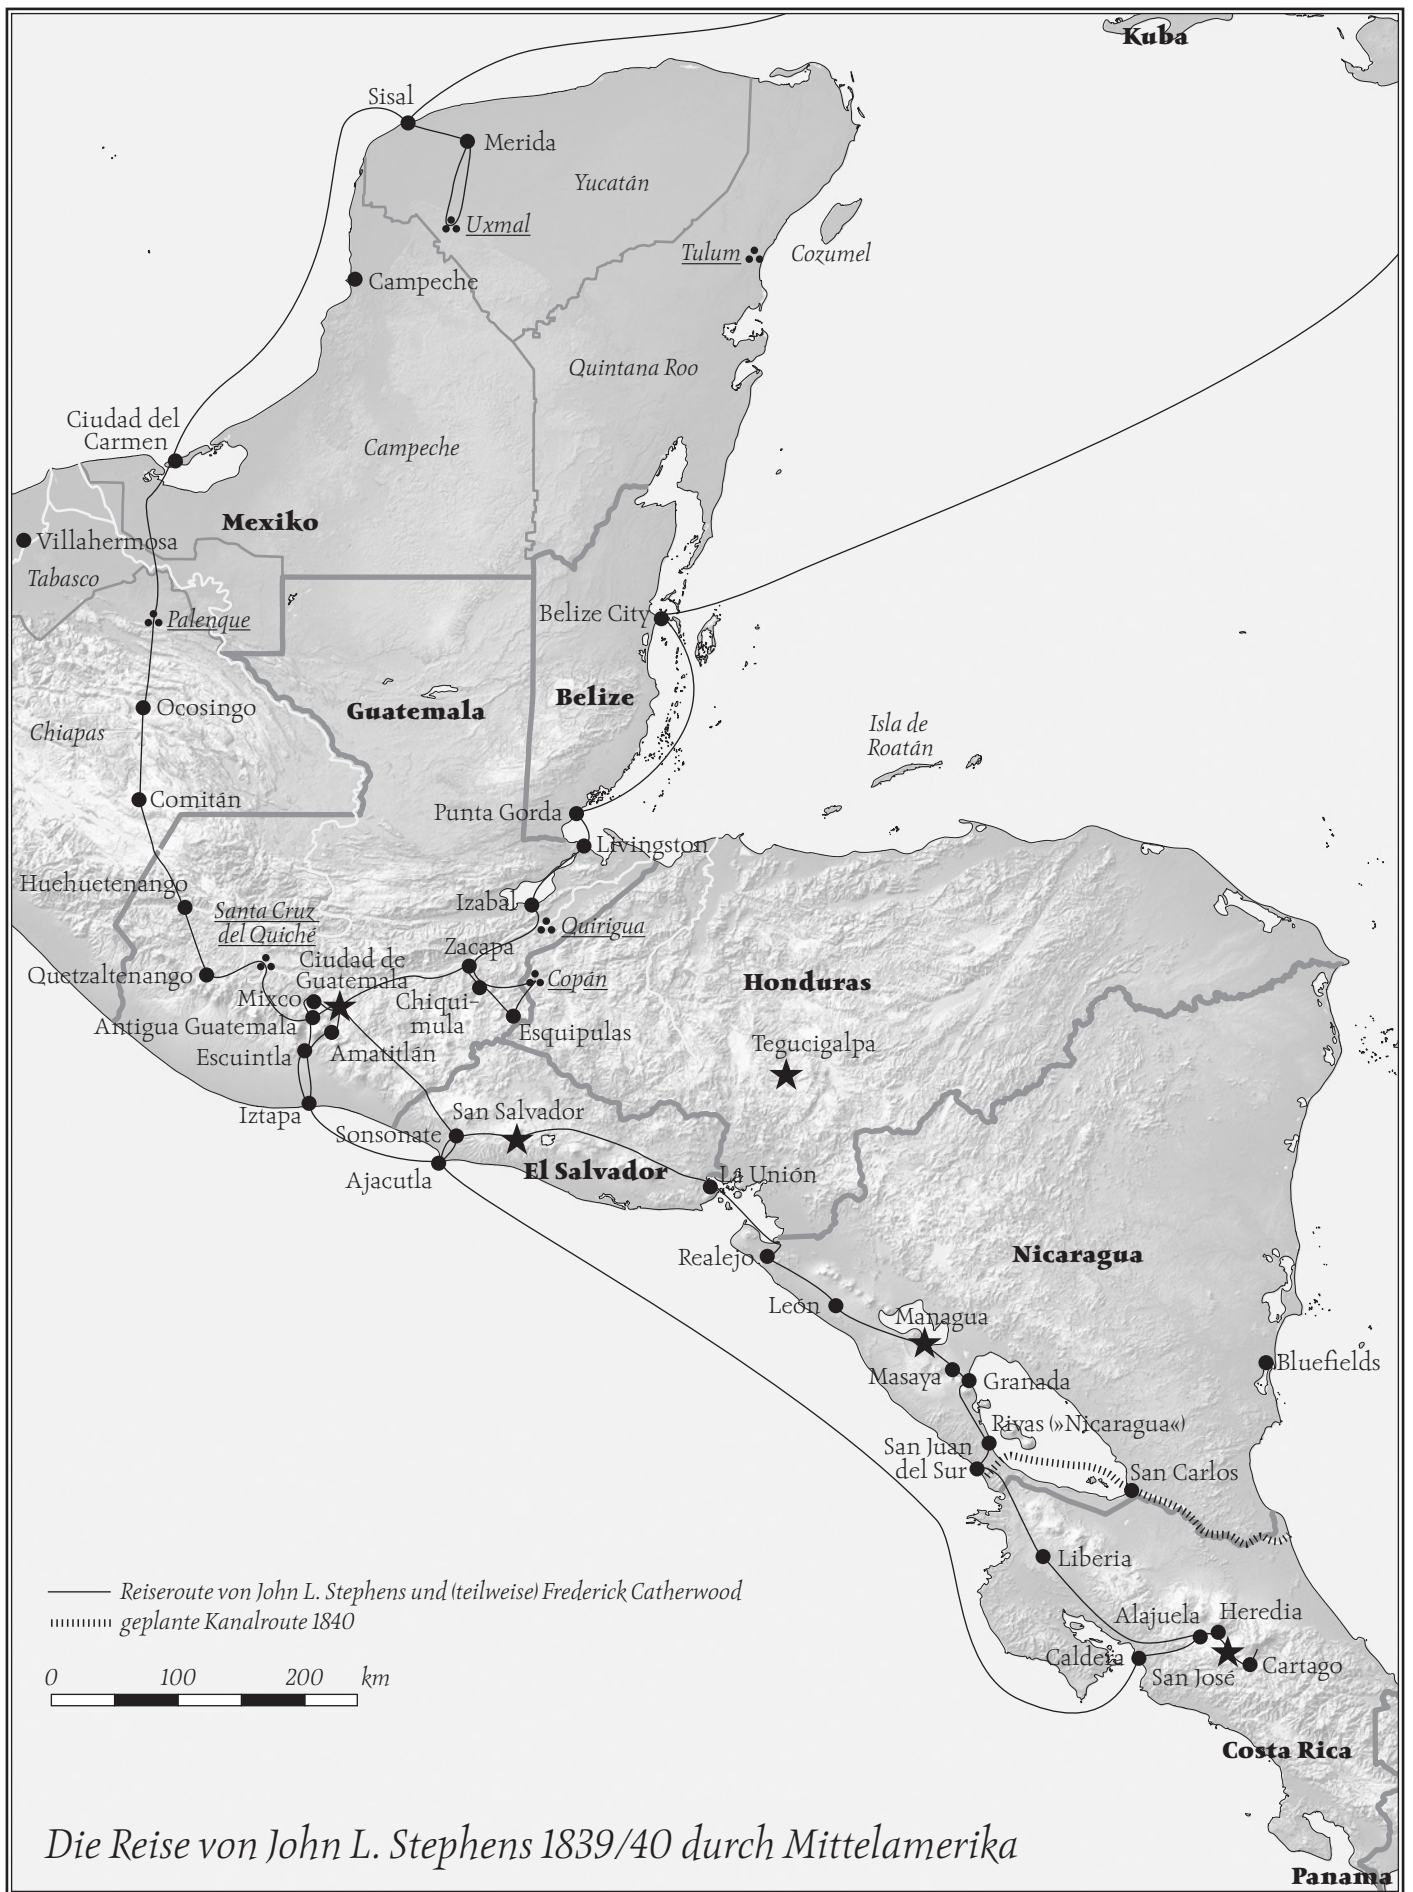 Kuba
Sisal
Merida
Yucatán
Uxmal
Tulum
Cozumel
Campeche
Quintana Roo
Ciudad del
Carmen
Campeche
Mexiko
Villahermosa
Tabasco
Palenque
Belize City
Ocosingo
Guatemala
Belize
Chiapas
Isla de
Roatán
Comitán
Punta Gorda
Livingston
Huehuetenango
Izabal
Santa Cruz
del Quiché
Quirigua
Zacapa
Ciudad de
Guatemala
Quetzaltenango
Copán
Honduras
Mixco
Chiqui-
mula
Antigua Guatemala
Esquipulas
Escuintla
Amatitlán
Tegucigalpa
Iztapa
San Salvador
Sonsonate
El Salvador
La Unión
Ajacutla
Realejo
Nicaragua
León
Managua
Bluefields
Masaya
Granada
Rivas (»Nicaragua«)
San Juan
del Sur
San Carlos
Liberia
Reiseroute von John L. Stephens und (teilweise) Frederick Catherwood
geplante Kanalroute 1840
Alajuela
Heredia
Caldera
San José
Cartago
0 100 200 km
Costa Rica
Die Reise von John L. Stephens 1839/40 durch Mittelamerika
Panama